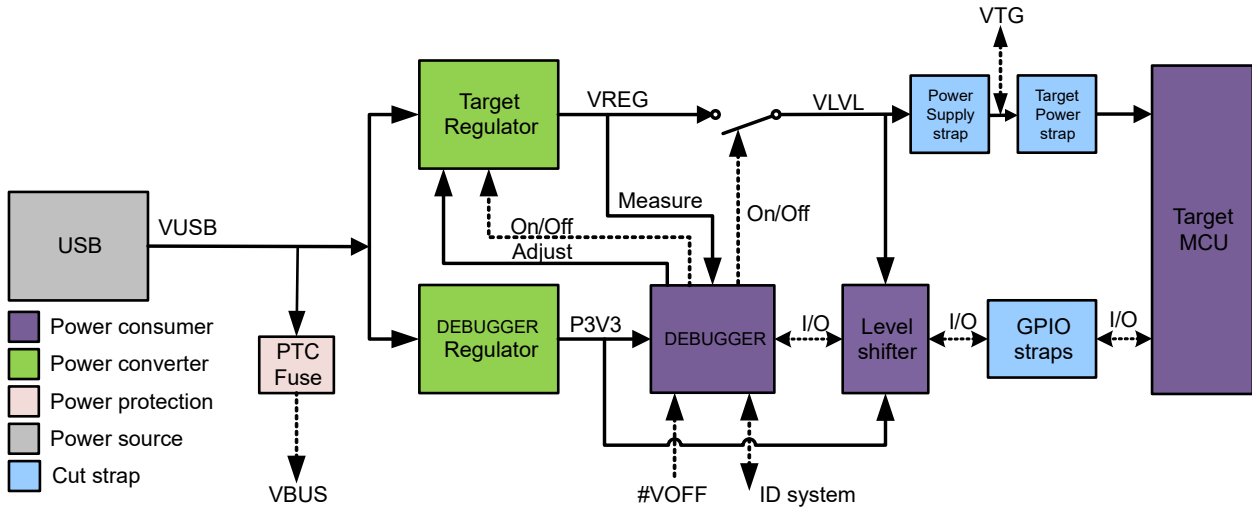 VTG
Target
Regulator
VREG
VLVL
Power
Supply
strap
Target
Power
strap
Measure
On/Off
On/Off
Adjust
USB
VUSB
Target
MCU
DEBUGGER
Regulator
P3V3
DEBUGGER
I/O
Level
shifter
I/O
GPIO
straps
I/O
PTC
Fuse
Power consumer
Power converter
Power protection
Power source
Cut strap
VBUS
#VOFF
ID system